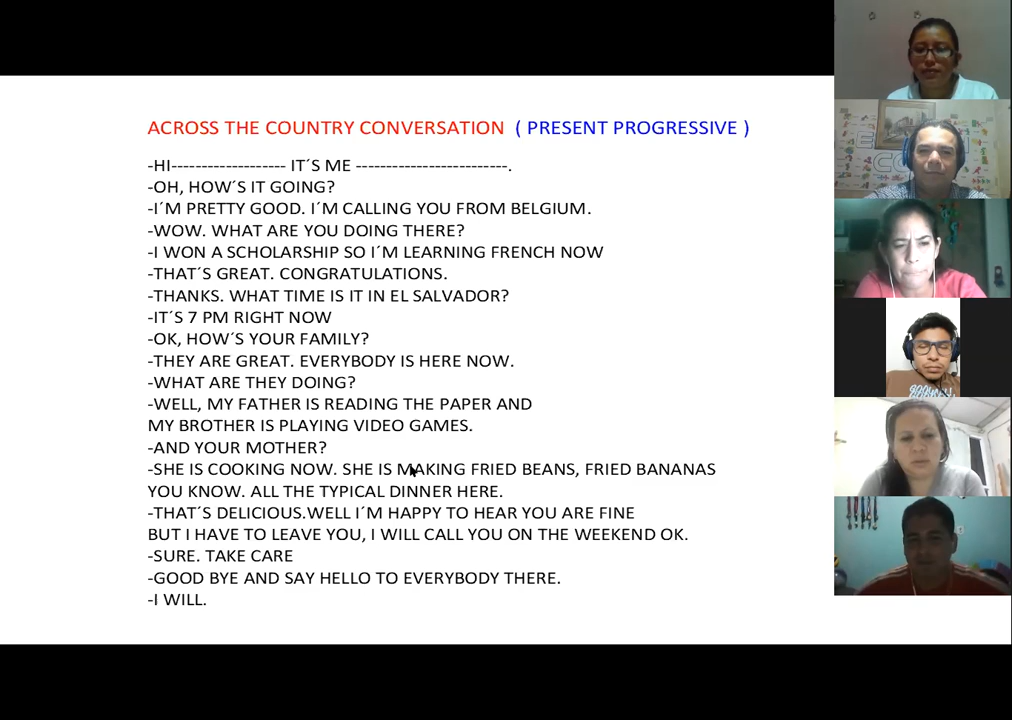 ACROSS THE COUNTRY CONVERSATION ( PRESENT PROGRESSIVE )
-HI------------------- IT´S ME -------------------------.
-OH, HOW´S IT GOING?
-I´M PRETTY GOOD. I´M CALLING YOU FROM BELGIUM.
-WOW. WHAT ARE YOU DOING THERE?
-I WON A SCHOLARSHIP SO I´M LEARNING FRENCH NOW
-THAT´S GREAT. CONGRATULATIONS.
-THANKS. WHAT TIME IS IT IN EL SALVADOR?
-IT´S 7 PM RIGHT NOW
-OK, HOW´S YOUR FAMILY?
-THEY ARE GREAT. EVERYBODY IS HERE NOW.
-WHAT ARE THEY DOING?
-WELL, MY FATHER IS READING THE PAPER AND
MY BROTHER IS PLAYING VIDEO GAMES.
-AND YOUR MOTHER?
-SHE IS COOKING NOW. SHE IS MAKING FRIED BEANS, FRIED BANANAS
YOU KNOW. ALL THE TYPICAL DINNER HERE.
-THAT´S DELICIOUS.WELL I´M HAPPY TO HEAR YOU ARE FINE
BUT I HAVE TO LEAVE YOU, I WILL CALL YOU ON THE WEEKEND OK.
-SURE. TAKE CARE
-GOOD BYE AND SAY HELLO TO EVERYBODY THERE.
-I WILL.